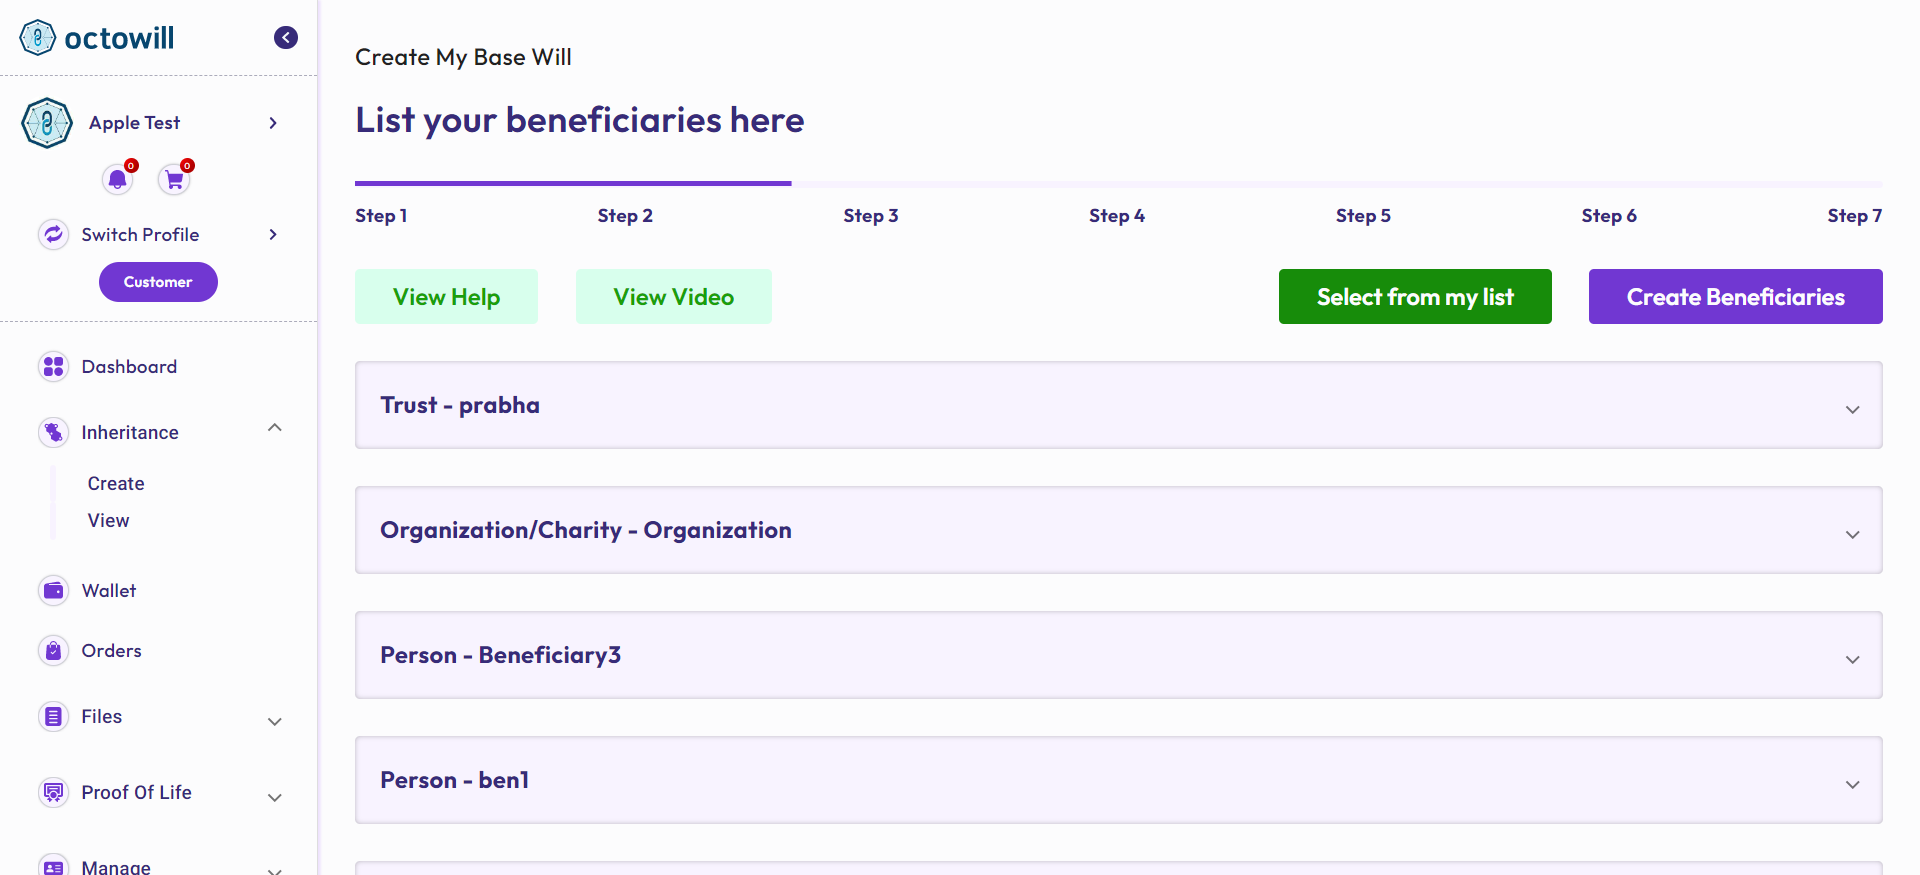 octowill
Apple Test
0
0
Switch Profile
Customer
Dashboard
Inheritance
Create
View
Wallet
Orders
Files
Proof Of Life
Manage
Create My Base Will
List your beneficiaries here
Step 1 Step 2 Step 3 Step 4 Step 5 Step 6 Step 7
View Help View Video Select from my list Create Beneficiaries
Trust - prabha
Organization/Charity - Organization
Person - Beneficiary3
Person - ben1